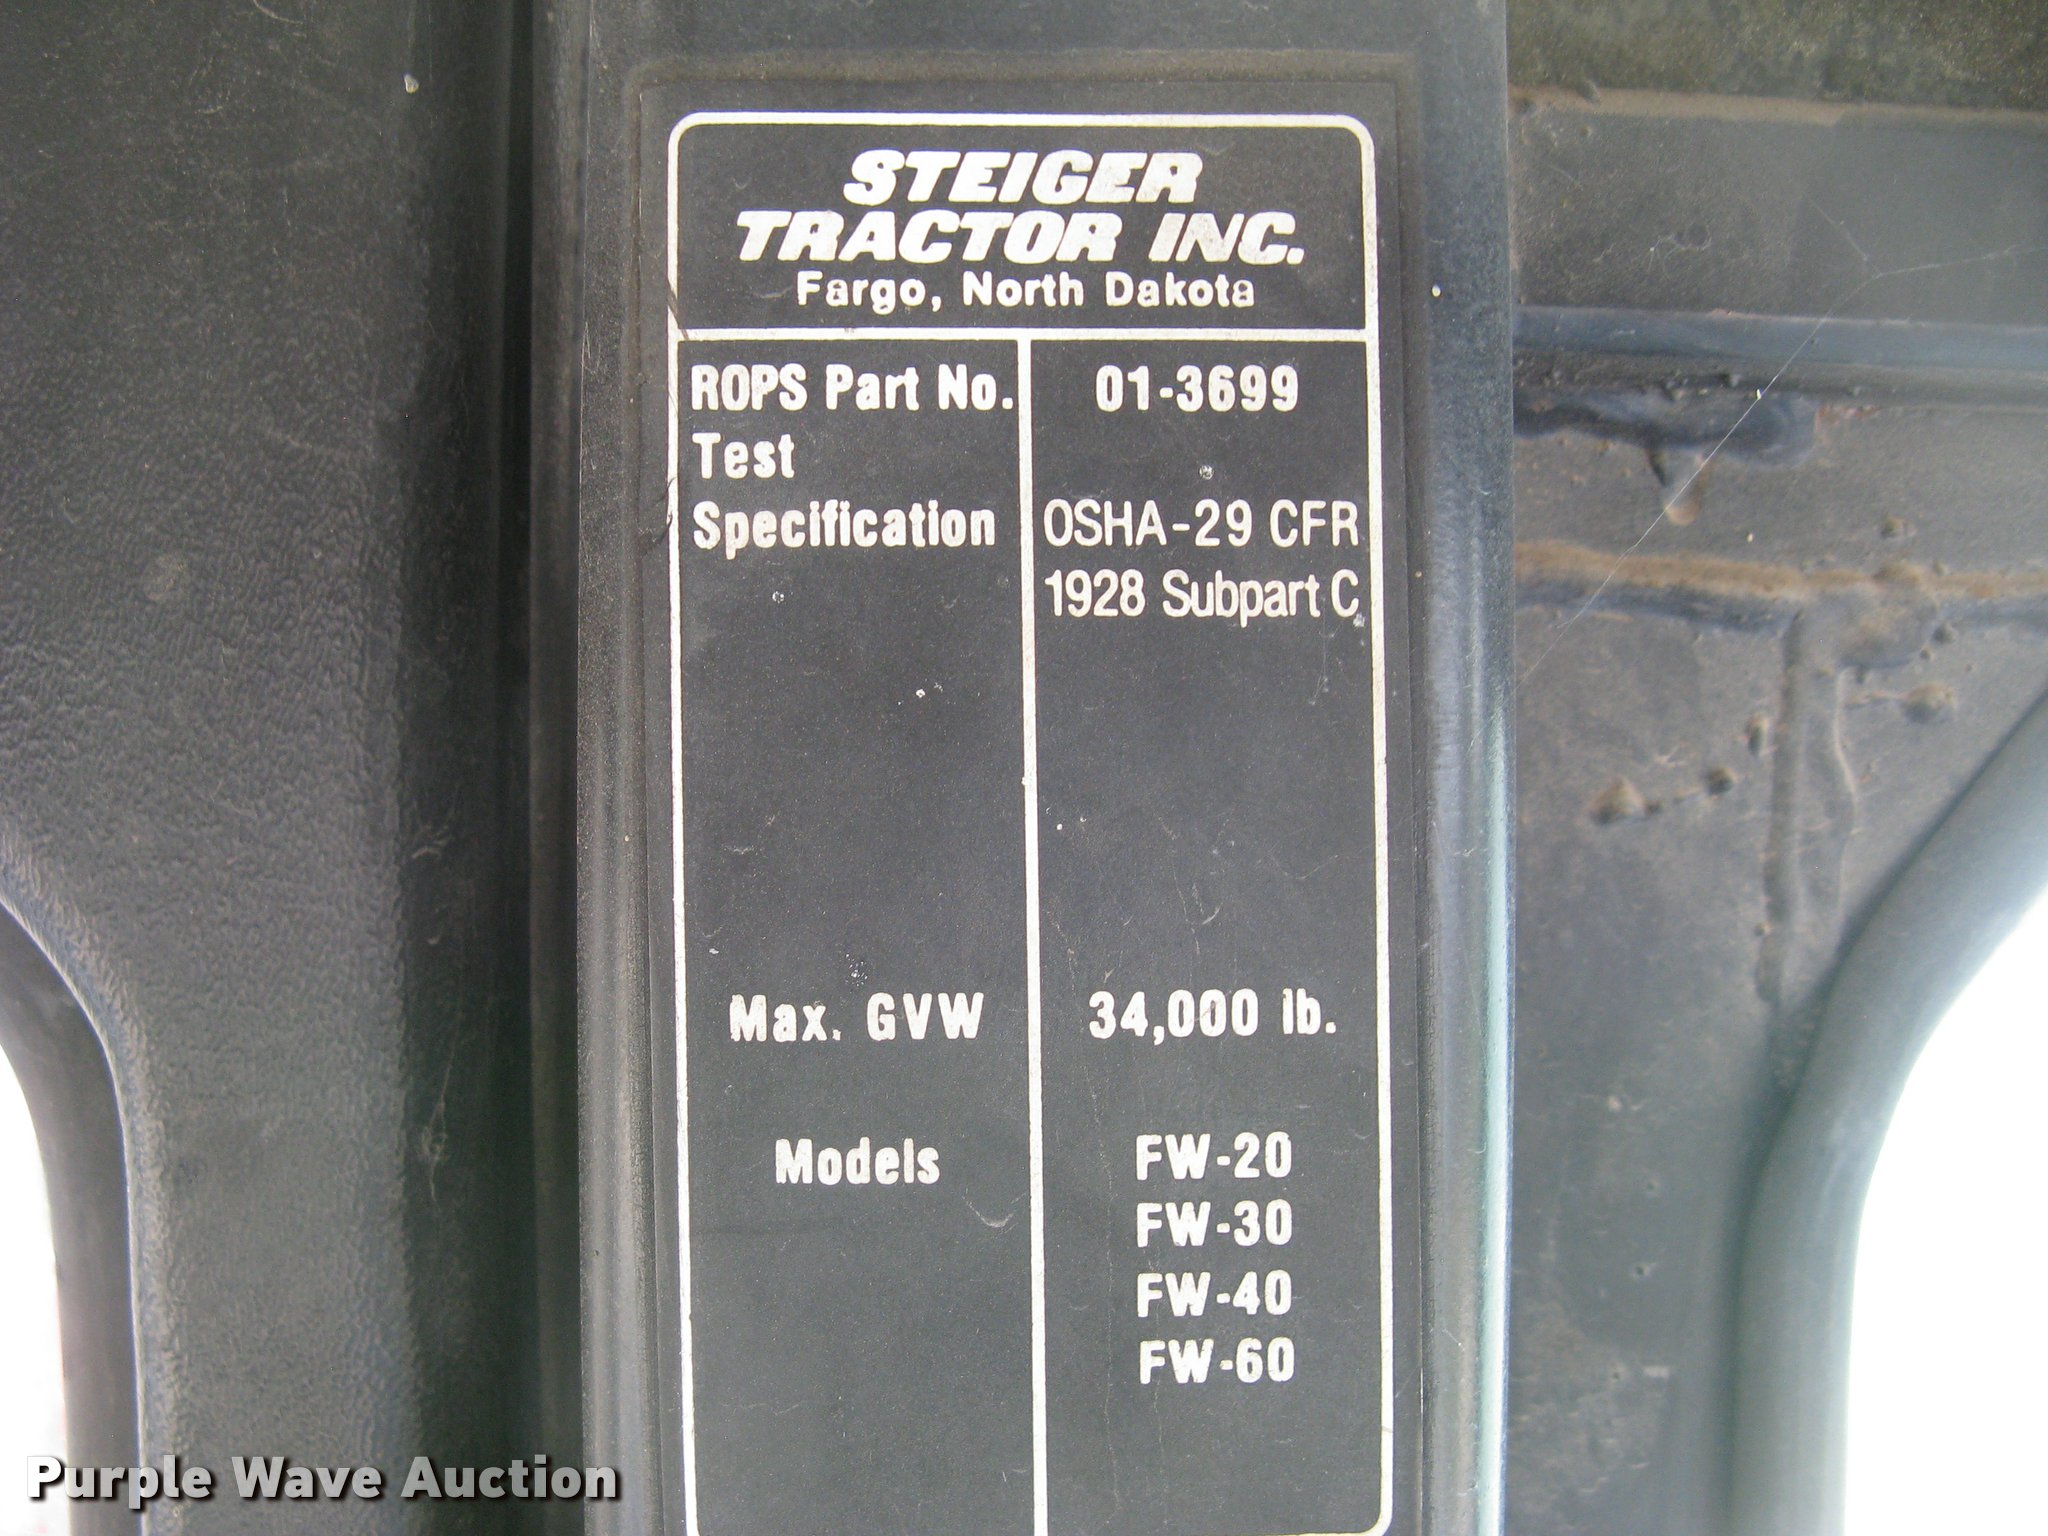 STEIGER
TRACTOR INC.
Fargo, North Dakota
ROPS Part No. 01-3699
Test
Specification OSHA-29 CFR
1928 Subpart C
Max. GVW 34,000 lb.
Models FW-20
FW-30
FW-40
FW-60
Purple Wave Auction